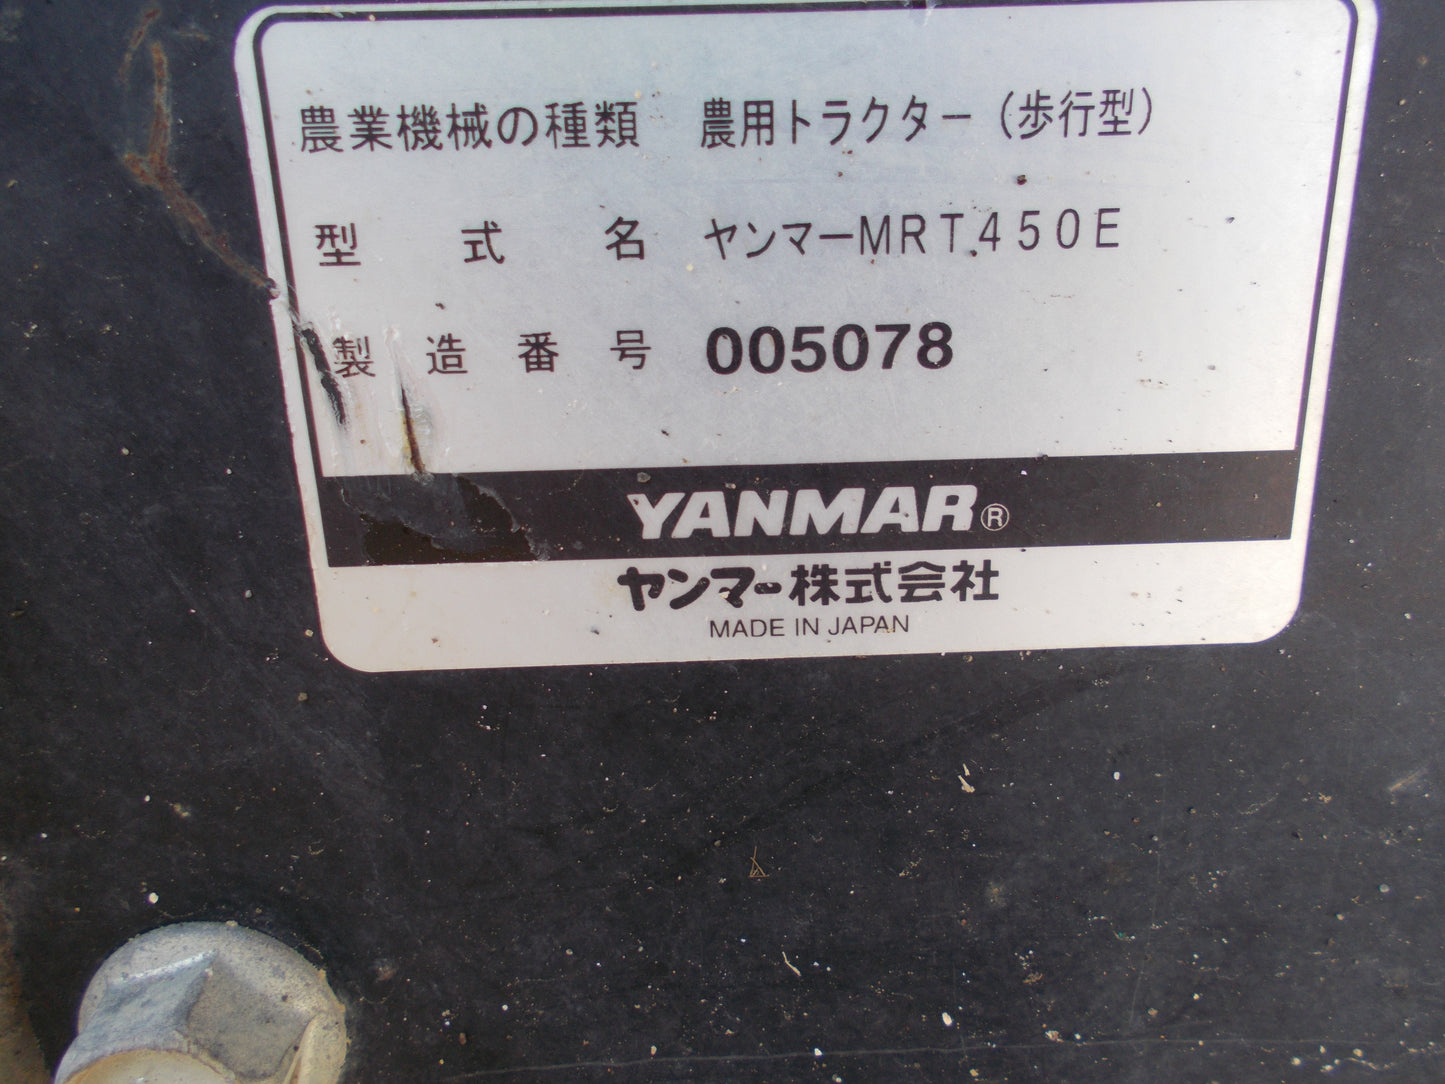 農業機械の種類 農用トラクター（歩行型）
型式名 ヤンマーMRT450E
製造番号 005078
YANMAR®
ヤンマー株式会社
MADE IN JAPAN